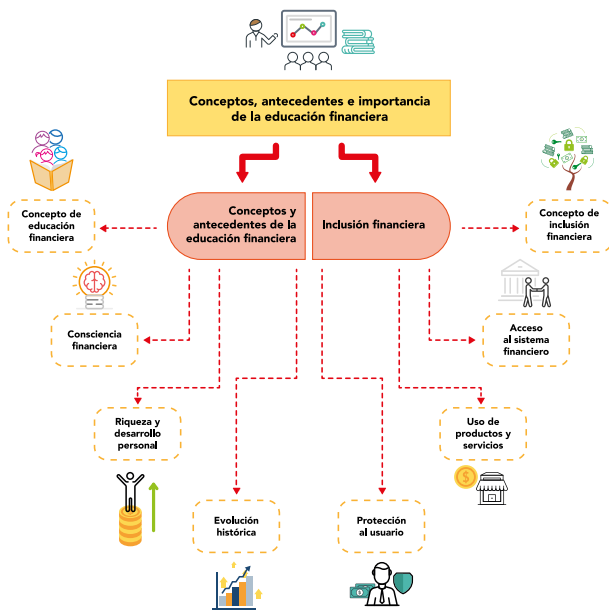 Conceptos, antecedentes e importancia
de la educación financiera
Conceptos y
antecedentes de la
educación financiera
Inclusión financiera
Concepto de
educación
financiera
Concepto de
inclusión
financiera
Consciencia
financiera
Acceso
al sistema
financiero
Riqueza y
desarrollo
personal
Uso de
productos y
servicios
Evolución
histórica
Protección
al usuario